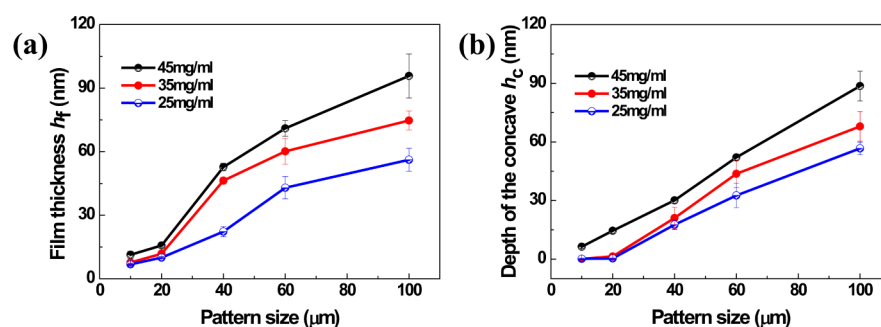 (a)
Film thickness hf (nm)
120
90
60
30
0
45mg/ml
35mg/ml
25mg/ml
0 20 40 60 80 100
Pattern size (μm)
(b)
Depth of the concave hc (nm)
120
90
60
30
0
45mg/ml
35mg/ml
25mg/ml
0 20 40 60 80 100
Pattern size (μm)